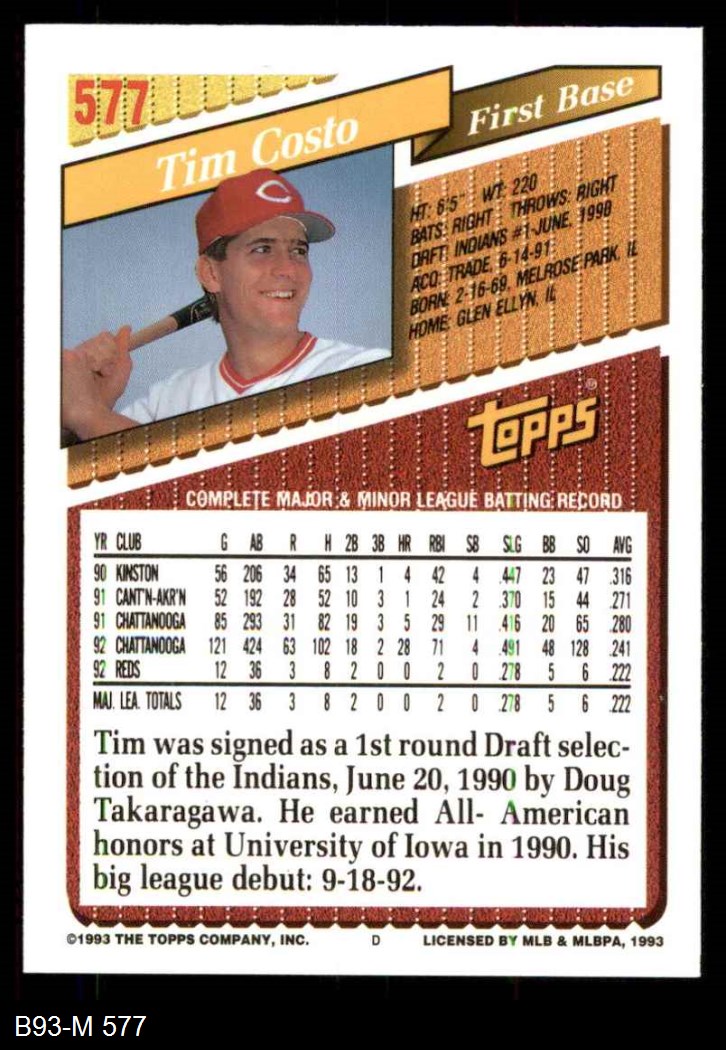 577
Tim Costo
First Base
HT: 6'5" WT: 220
BATS: RIGHT THROWS: RIGHT
DRFT: INDIANS #1-JUNE, 1990
ACQ: TRADE, 6-14-91
BORN: 2-16-69, MELROSE PARK, IL
HOME: GLEN ELLYN, IL
C
topps®
COMPLETE MAJOR & MINOR LEAGUE BATTING RECORD
YR CLUB G AB R H 2B 3B HR RBI SB SLG BB SO AVG
90 KINSTON 56 206 34 65 13 1 4 42 4 .447 23 47 .316
91 CANT'N-AKR'N 52 192 28 52 10 3 1 24 2 .370 15 44 .271
91 CHATTANOOGA 85 293 31 82 19 3 5 29 11 .416 20 65 .280
92 CHATTANOOGA 121 424 63 102 18 2 28 71 4 .491 48 128 .241
92 REDS 12 36 3 8 2 0 0 2 0 .278 5 6 .222
MAJ. LEA. TOTALS 12 36 3 8 2 0 0 2 0 .278 5 6 .222
Tim was signed as a 1st round Draft selec-
tion of the Indians, June 20, 1990 by Doug
Takaragawa. He earned All- American
honors at University of Iowa in 1990. His
big league debut: 9-18-92.
©1993 THE TOPPS COMPANY, INC. D LICENSED BY MLB & MLBPA, 1993
B93-M 577